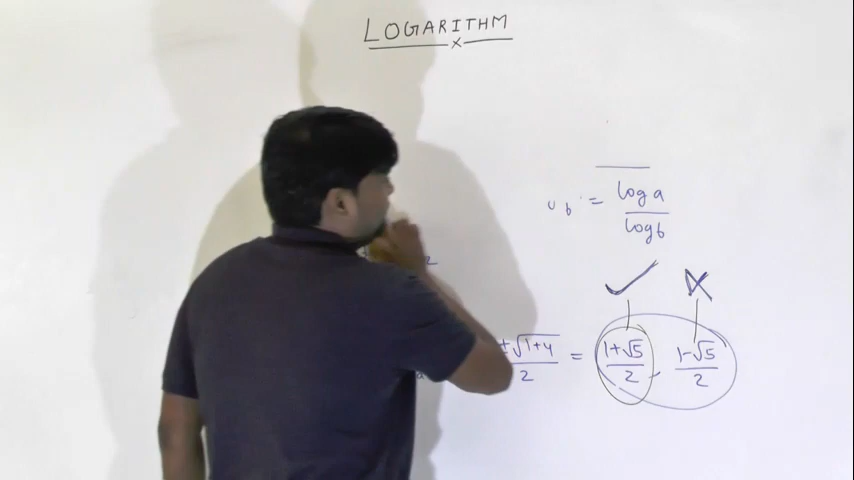 LOGARITHM
x
b = log a
log b
✓ X
± √1+4 / 2 = 1+√5 / 2 , 1-√5 / 2